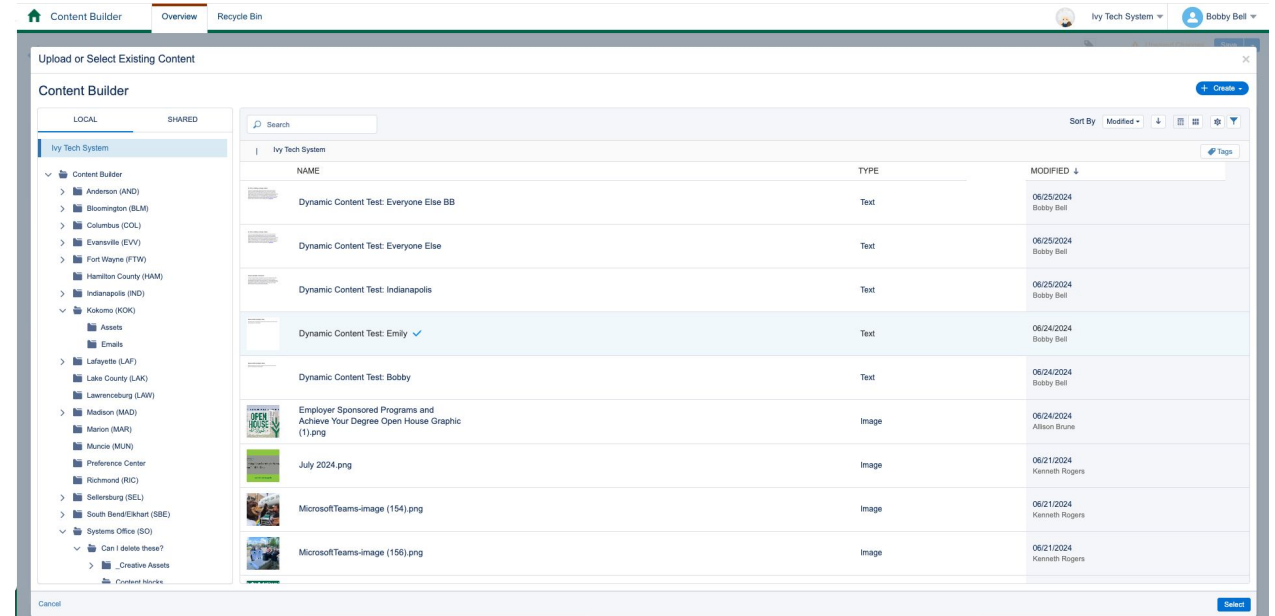 Content Builder Overview Recycle Bin Ivy Tech System Bobby Bell
Upload or Select Existing Content
Content Builder
+ Create
LOCAL SHARED
Search
Sort By Modified
Ivy Tech System
Ivy Tech System
Tags
NAME TYPE MODIFIED
Content Builder
Anderson (AND)
Bloomington (BLM)
Columbus (COL)
Evansville (EVV)
Fort Wayne (FTW)
Hamilton County (HAM)
Indianapolis (IND)
Kokomo (KOK)
Assets
Emails
Lafayette (LAF)
Lake County (LAK)
Lawrenceburg (LAW)
Madison (MAD)
Marion (MAR)
Muncie (MUN)
Preference Center
Richmond (RIC)
Sellersburg (SEL)
South Bend/Elkhart (SBE)
Systems Office (SO)
Can I delete these?
_Creative Assets
Content blocks
Dynamic Content Test: Everyone Else BB Text 06/25/2024
Bobby Bell
Dynamic Content Test: Everyone Else Text 06/25/2024
Bobby Bell
Dynamic Content Test: Indianapolis Text 06/25/2024
Bobby Bell
Dynamic Content Test: Emily Text 06/24/2024
Bobby Bell
Dynamic Content Test: Bobby Text 06/24/2024
Bobby Bell
OPEN
HOUSE
Employer Sponsored Programs and
Achieve Your Degree Open House Graphic
(1).png
Image 06/24/2024
Allison Brune
July 2024.png Image 06/21/2024
Kenneth Rogers
MicrosoftTeams-image (154).png Image 06/21/2024
Kenneth Rogers
MicrosoftTeams-image (156).png Image 06/21/2024
Kenneth Rogers
Cancel Select